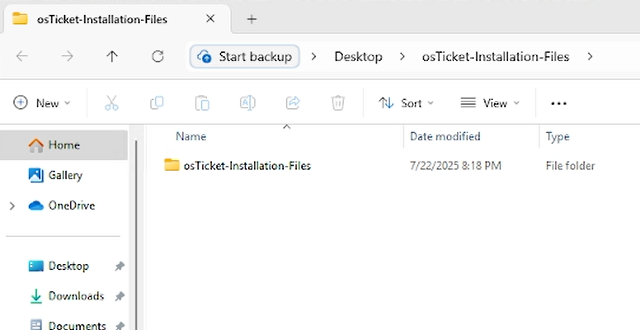 osTicket-Installation-Files
Start backup Desktop osTicket-Installation-Files
New Sort View
Home Name Date modified Type
Gallery osTicket-Installation-Files 7/22/2025 8:18 PM File folder
OneDrive
Desktop
Downloads
Documents